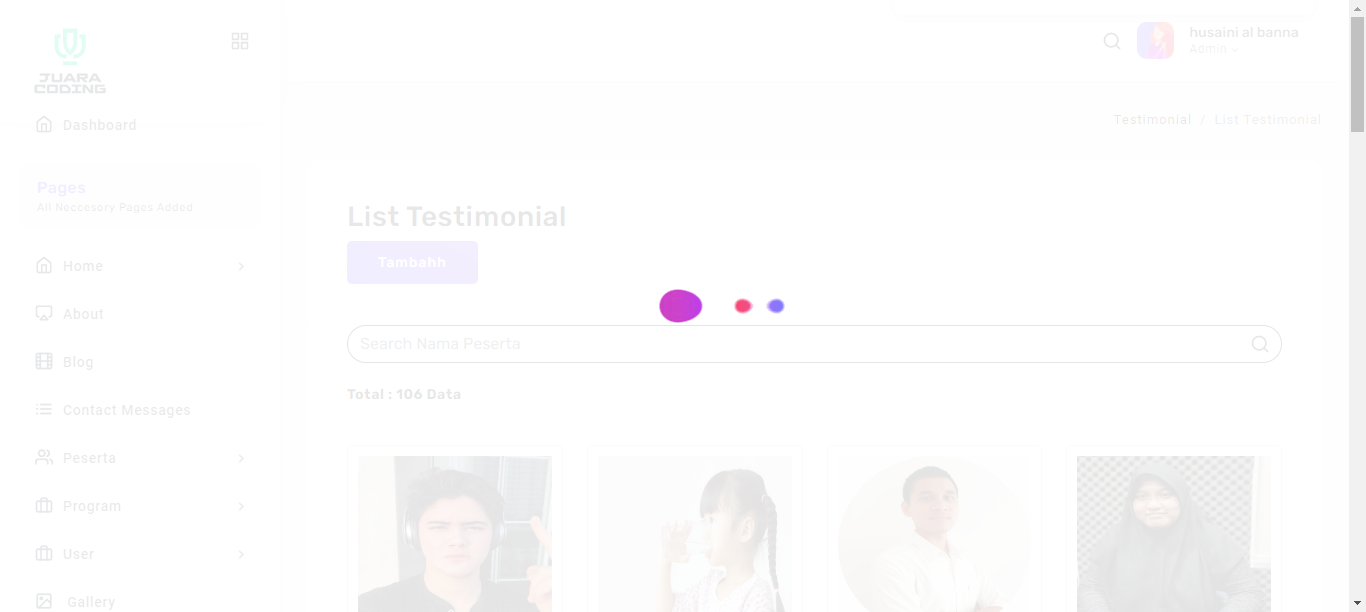 JUARA
CODING
husaini al banna
Admin
Dashboard
Testimonial / List Testimonial
Pages
All Neccesory Pages Added
List Testimonial
Tambahh
Home
About
Search Nama Peserta
Blog
Total : 106 Data
Contact Messages
Peserta
Program
User
Gallery